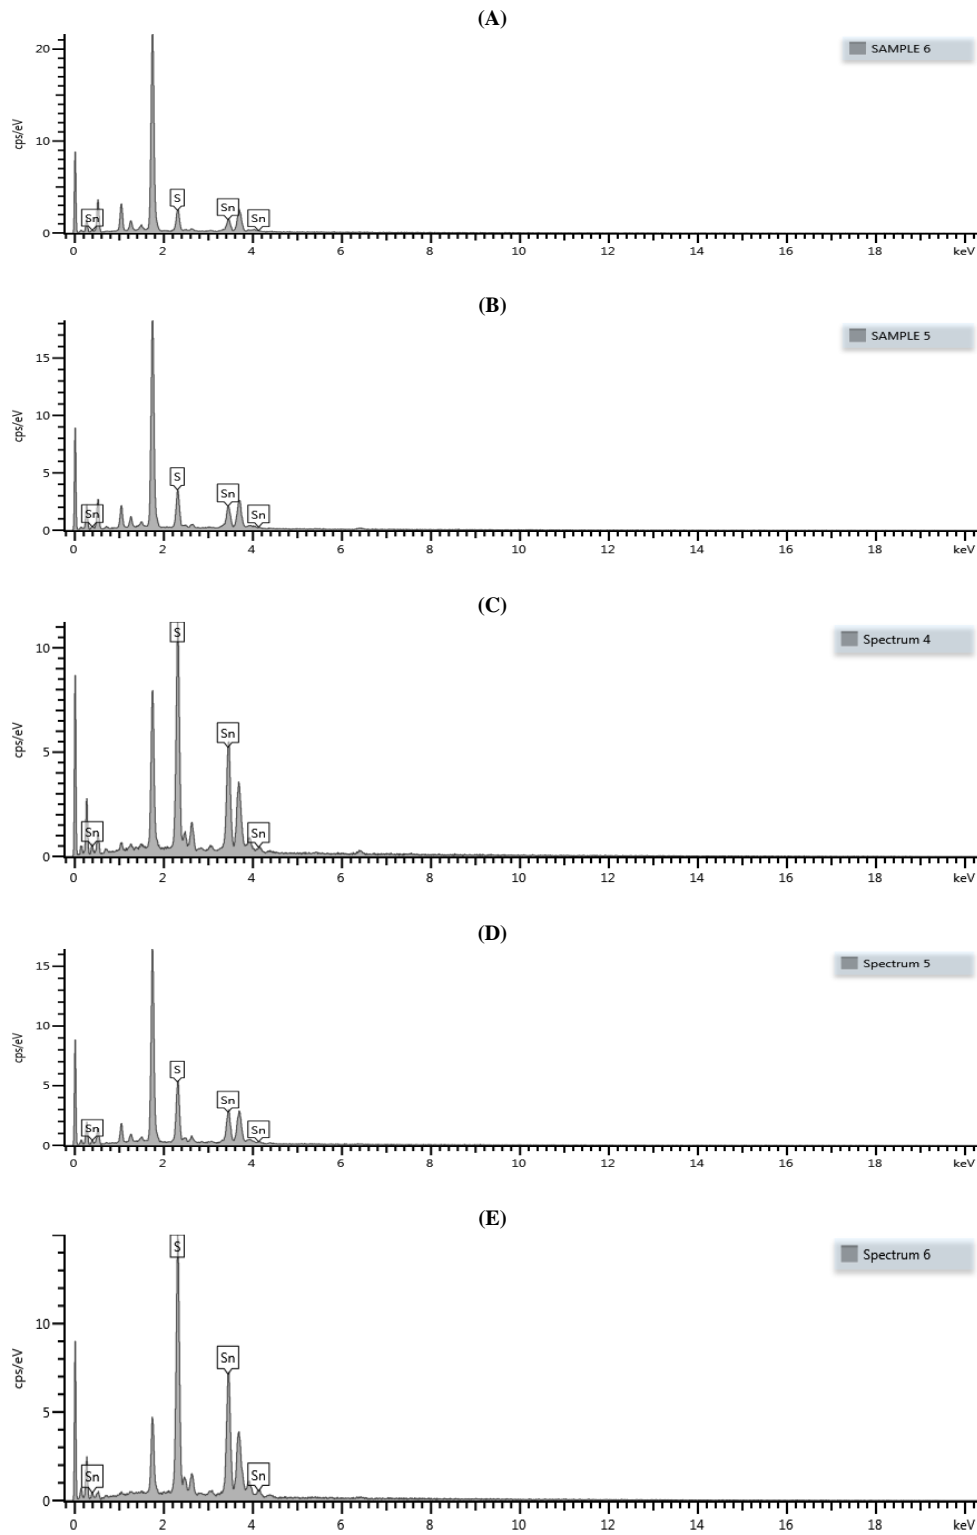 (A)
SAMPLE 6
20
10
0
cps/eV
Sn
S
Sn
Sn
0 2 4 6 8 10 12 14 16 18 keV
(B)
SAMPLE 5
15
10
5
0
cps/eV
Sn
S
Sn
Sn
0 2 4 6 8 10 12 14 16 18 keV
(C)
Spectrum 4
10
5
0
cps/eV
Sn
S
Sn
Sn
0 2 4 6 8 10 12 14 16 18 keV
(D)
Spectrum 5
15
10
5
0
cps/eV
Sn
S
Sn
Sn
0 2 4 6 8 10 12 14 16 18 keV
(E)
Spectrum 6
10
5
0
cps/eV
Sn
S
Sn
Sn
0 2 4 6 8 10 12 14 16 18 keV